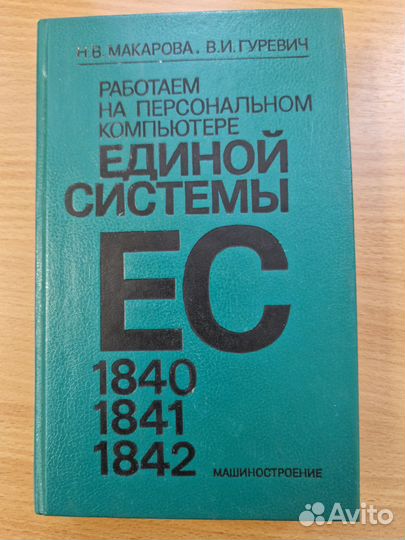 Н.В. МАКАРОВА, В.И. ГУРЕВИЧ
РАБОТАЕМ
НА ПЕРСОНАЛЬНОМ
КОМПЬЮТЕРЕ
ЕДИНОЙ
СИСТЕМЫ
ЕС
1840
1841
1842
МАШИНОСТРОЕНИЕ
Avito